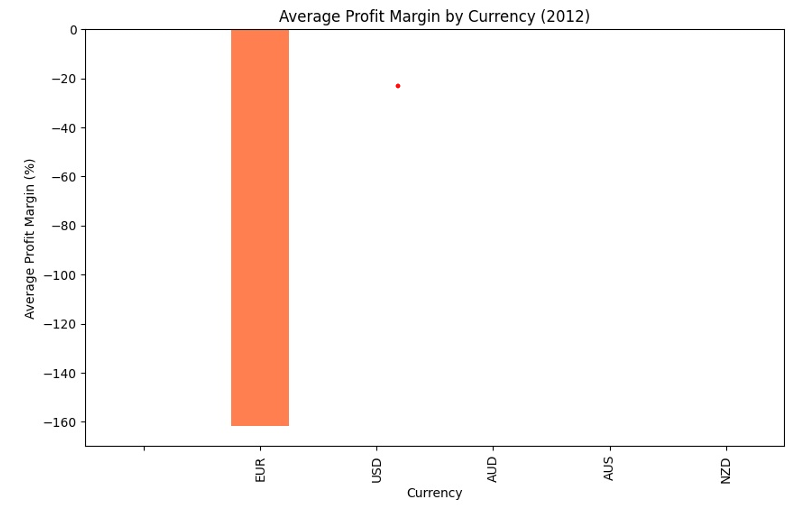 Average Profit Margin by Currency (2012)
0
−20
−40
−60
−80
−100
−120
−140
−160
Average Profit Margin (%)
EUR
USD
AUD
AUS
NZD
Currency